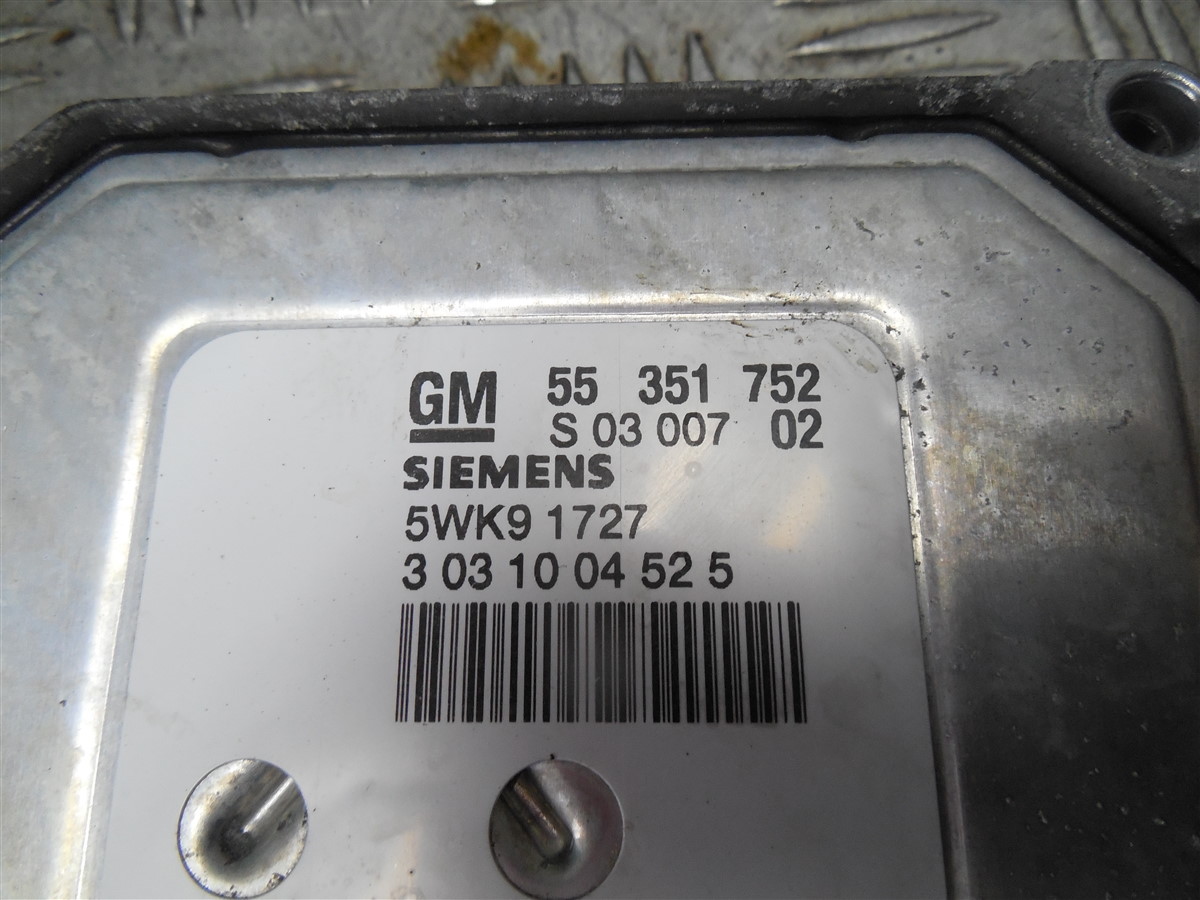 GM 55 351 752
S 03 007 02
SIEMENS
5WK9 1727
3 03 10 04 52 5